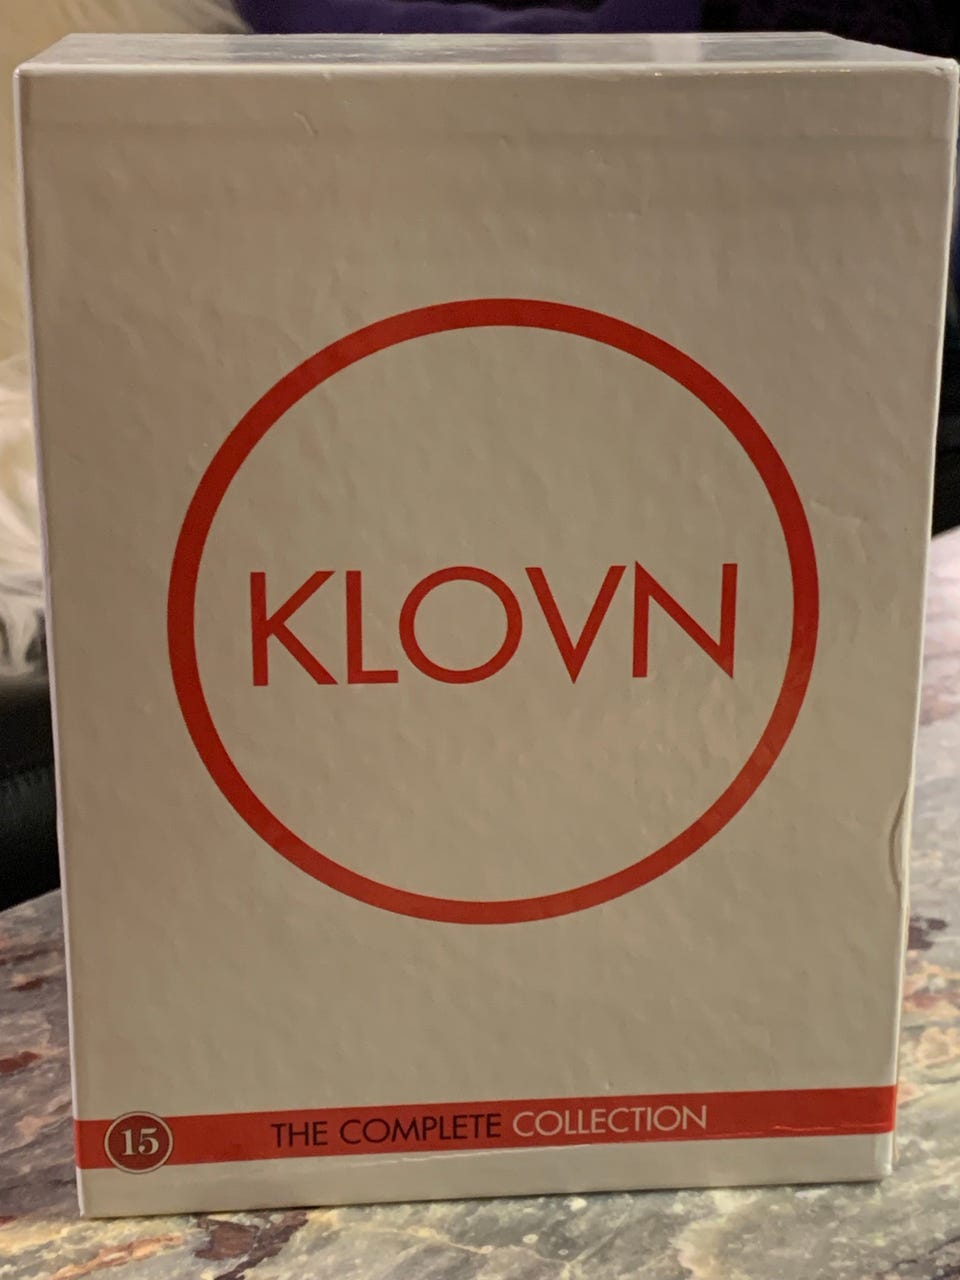 KLOVN
15 THE COMPLETE COLLECTION